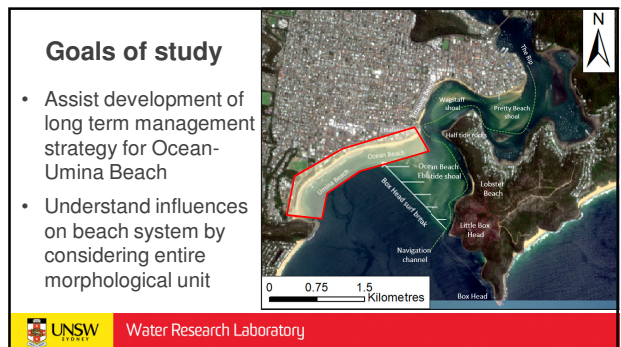 Goals of study
• Assist development of
long term management
strategy for Ocean-
Umina Beach
• Understand influences
on beach system by
considering entire
morphological unit
N
The Rip
Wagstaff
shoal
Pretty Beach
shoal
Half tide rocks
Ettalong
Ocean Beach
Umina Beach
Ocean Beach
Ebb tide shoal
Box Head surf break
Lobster
Beach
Little Box
Head
Navigation
channel
Box Head
0 0.75 1.5
Kilometres
UNSW
SYDNEY
Water Research Laboratory